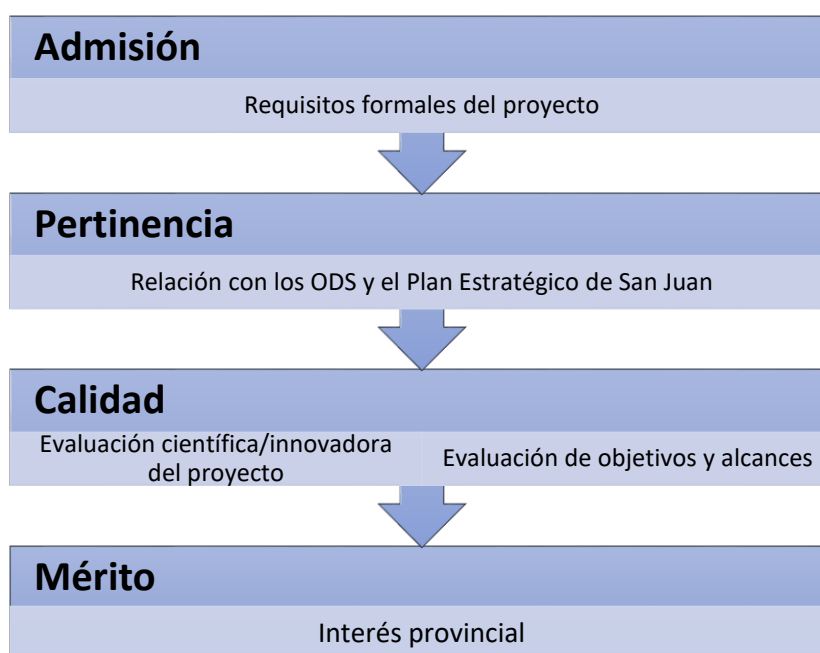 Admisión
Requisitos formales del proyecto
Pertinencia
Relación con los ODS y el Plan Estratégico de San Juan
Calidad
Evaluación científica/innovadora
del proyecto
Evaluación de objetivos y alcances
Mérito
Interés provincial